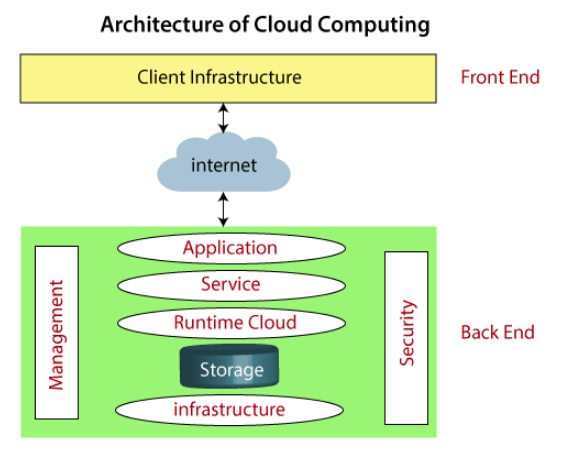 Architecture of Cloud Computing
Client Infrastructure
Front End
internet
Application
Service
Runtime Cloud
Storage
infrastructure
Management
Security
Back End